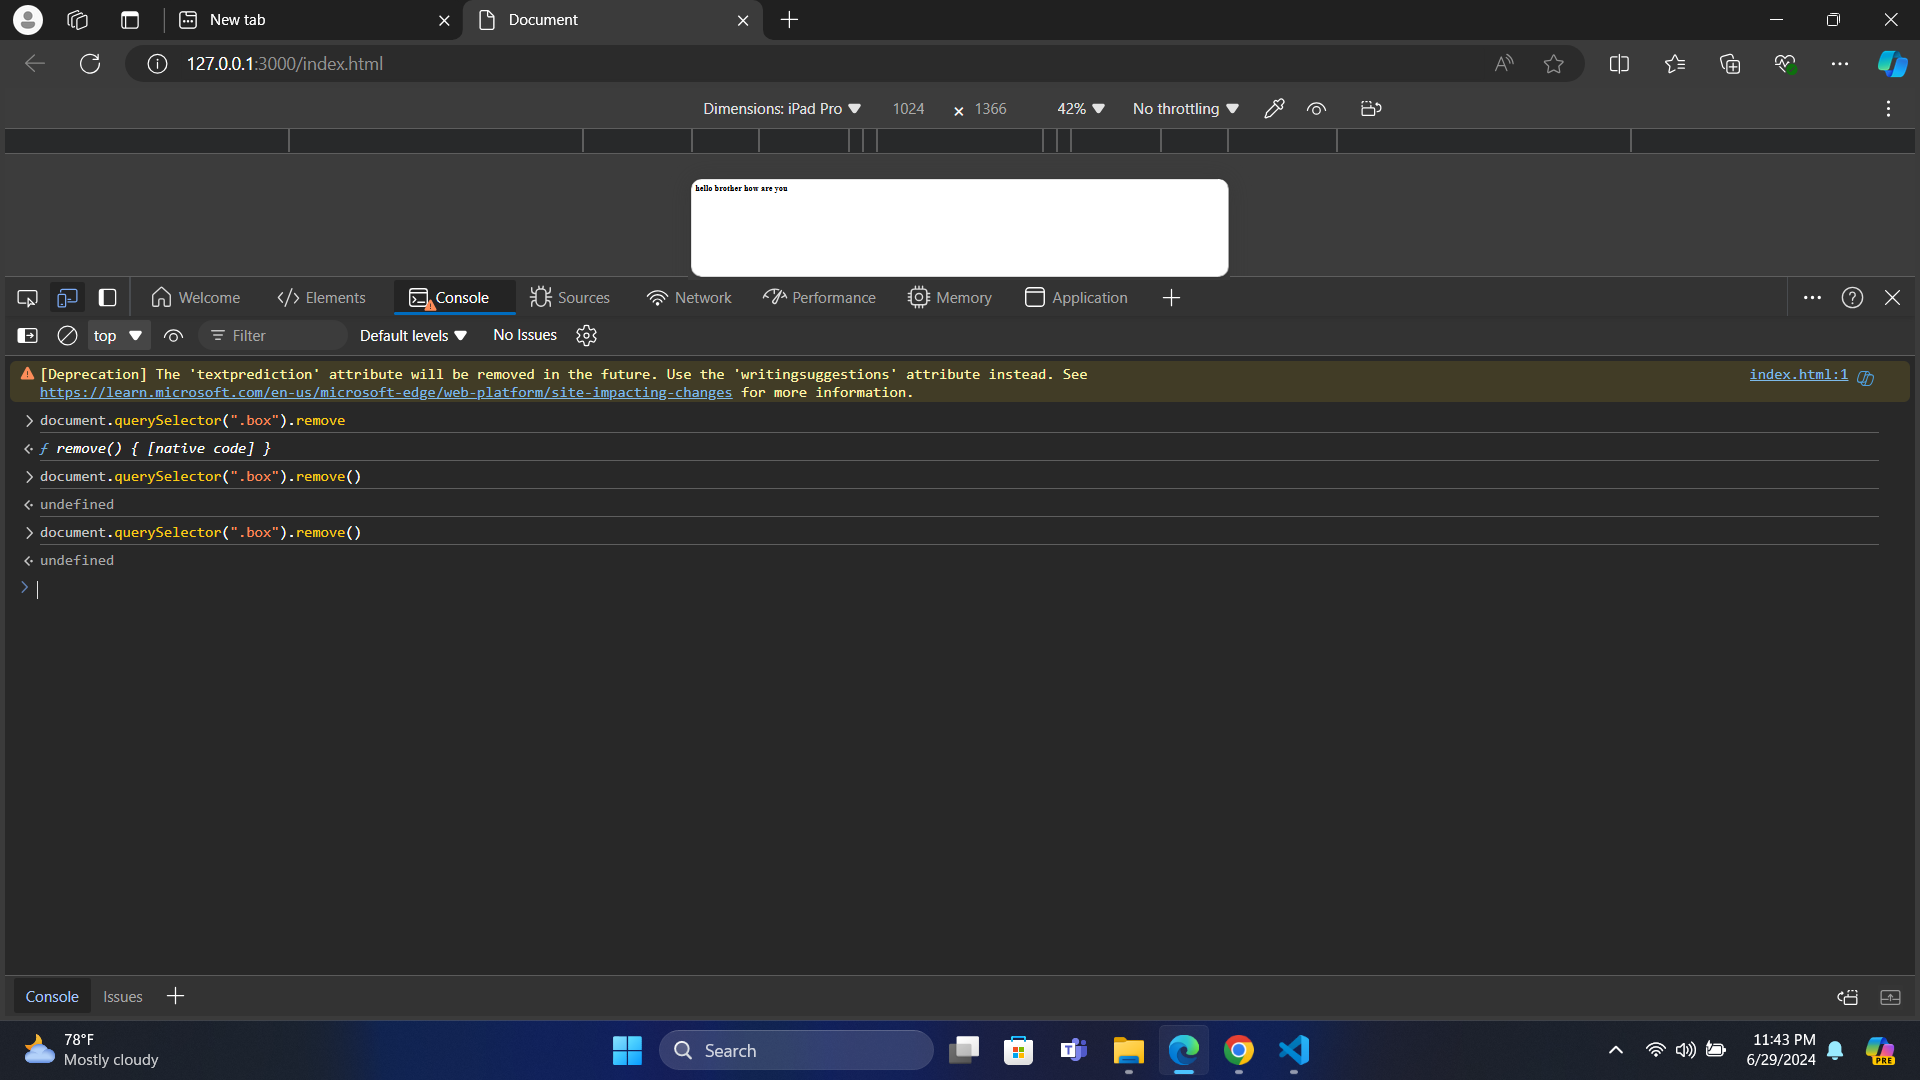 New tab
Document
127.0.0.1:3000/index.html
Dimensions: iPad Pro 1024 × 1366 42% No throttling
hello brother how are you
Welcome Elements Console Sources Network Performance Memory Application
top Filter Default levels No Issues
[Deprecation] The 'textprediction' attribute will be removed in the future. Use the 'writingsuggestions' attribute instead. See index.html:1
https://learn.microsoft.com/en-us/microsoft-edge/web-platform/site-impacting-changes for more information.
document.querySelector(".box").remove
ƒ remove() { [native code] }
document.querySelector(".box").remove()
undefined
document.querySelector(".box").remove()
undefined
Console Issues
78°F
Mostly cloudy
Search
11:43 PM
6/29/2024
PRE